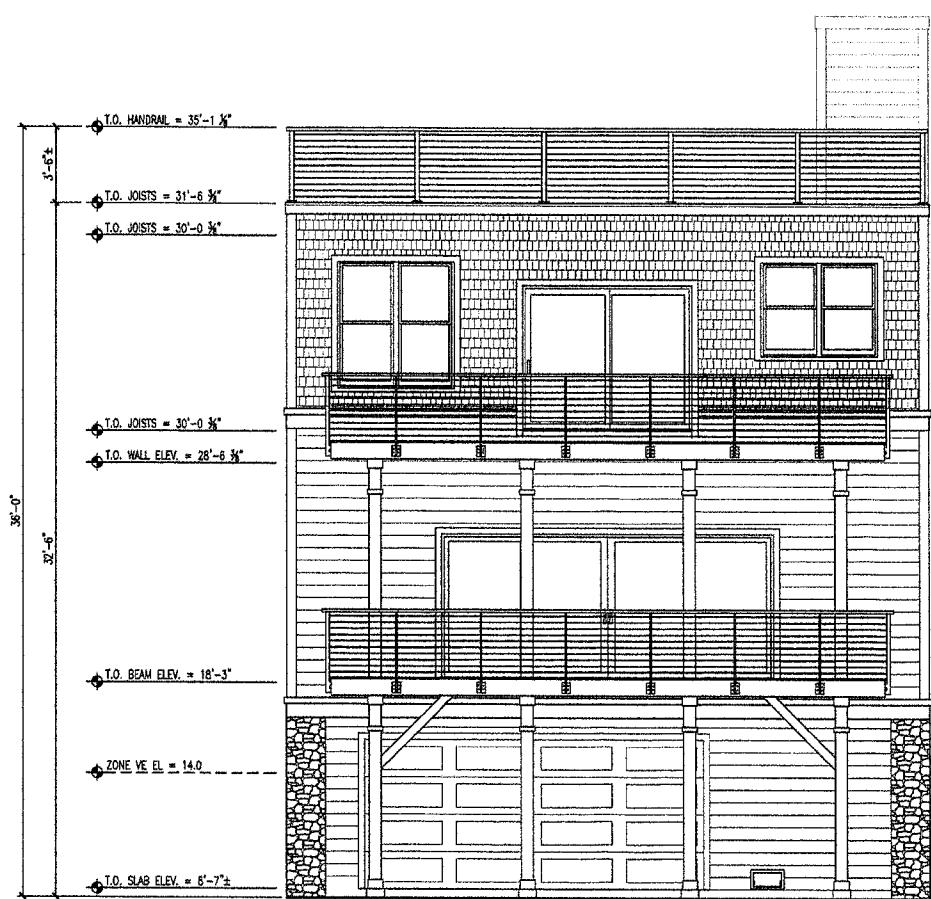 T.O. HANDRAIL = 35'-1 ⅛"
3'-6"±
T.O. JOISTS = 31'-6 ⅜"
T.O. JOISTS = 30'-0 ⅜"
T.O. JOISTS = 30'-0 ⅜"
T.O. WALL ELEV. = 28'-6 ⅜"
36'-0"
32'-6"
T.O. BEAM ELEV. = 18'-3"
ZONE VE EL = 14.0
T.O. SLAB ELEV. = 8'-7"±